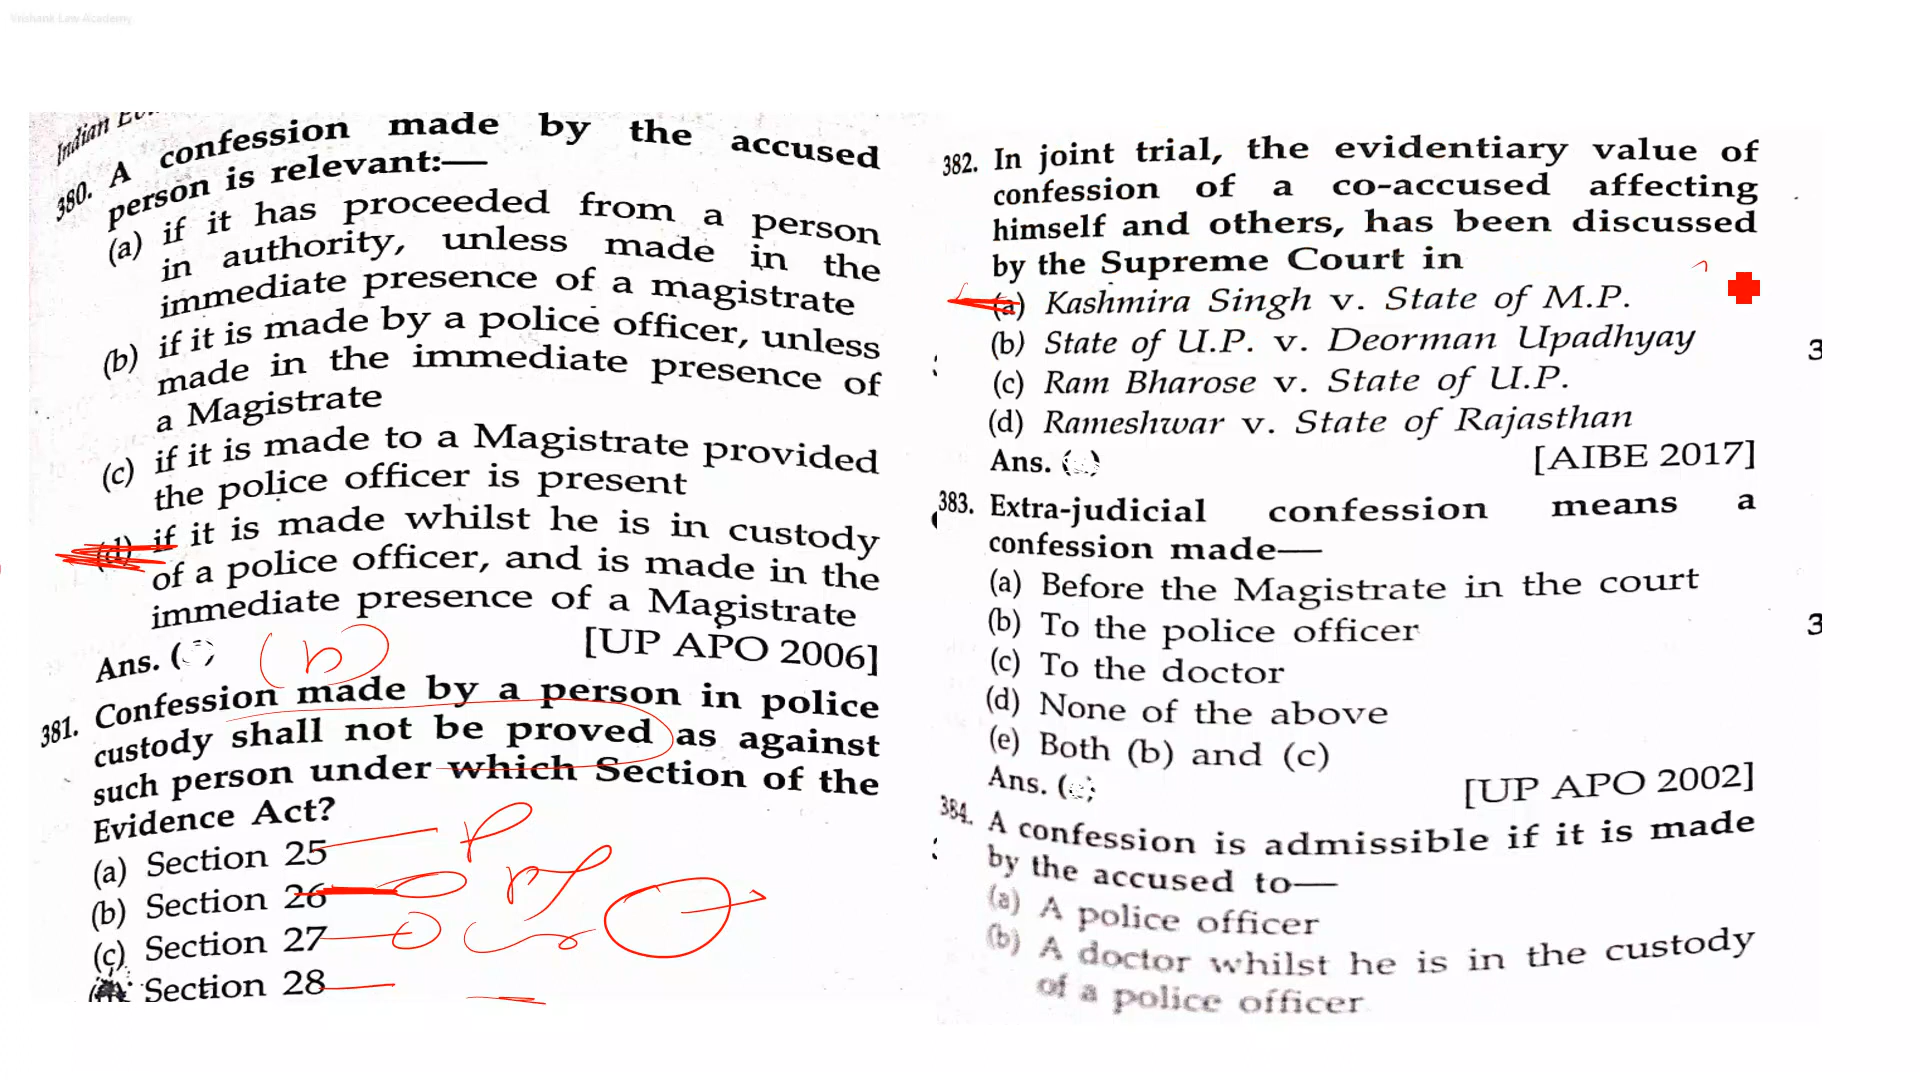 Vrishank Law Academy
Indian
380. A confession made by the accused
person is relevant:—
(a) if it has proceeded from a person
in authority, unless made in the
immediate presence of a magistrate
(b) if it is made by a police officer, unless
made in the immediate presence of
a Magistrate
(c) if it is made to a Magistrate provided
the police officer is present
(d) if it is made whilst he is in custody
of a police officer, and is made in the
immediate presence of a Magistrate
Ans. (
(b)
[UP APO 2006]
381. Confession made by a person in police
custody shall not be proved as against
such person under which Section of the
Evidence Act?
(a) Section 25
(b) Section 26
(c) Section 27
Section 28
382. In joint trial, the evidentiary value of
confession of a co-accused affecting
himself and others, has been discussed
by the Supreme Court in
(a) Kashmira Singh v. State of M.P.
(b) State of U.P. v. Deorman Upadhyay
(c) Ram Bharose v. State of U.P.
(d) Rameshwar v. State of Rajasthan
Ans. ( ) [AIBE 2017]
383. Extra-judicial confession means a
confession made—
(a) Before the Magistrate in the court
(b) To the police officer
(c) To the doctor
(d) None of the above
(e) Both (b) and (c)
Ans. ( [UP APO 2002]
384. A confession is admissible if it is made
by the accused to—
(a) A police officer
(b) A doctor whilst he is in the custody
of a police officer
3
3